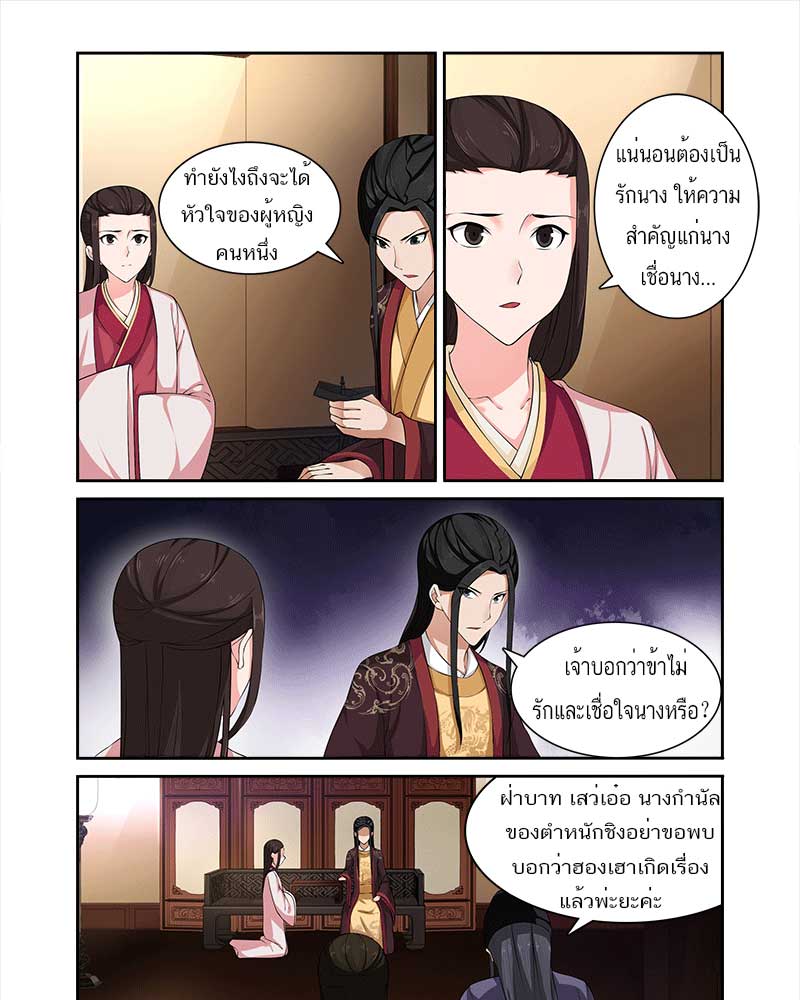 ทำยังไงถึงจะได้
หัวใจของผู้หญิง
คนหนึ่ง
แน่นอนต้องเป็น
รักนาง ให้ความ
สำคัญแก่นาง
เชื่อนาง...
เจ้าบอกว่าข้าไม่
รักและเชื่อใจนางหรือ?
ฝ่าบาท เสว่เอ๋อ นางกำนัล
ของตำหนักชิงอย่าขอพบ
บอกว่าฮองเฮาเกิดเรื่อง
แล้วพ่ะยะค่ะ